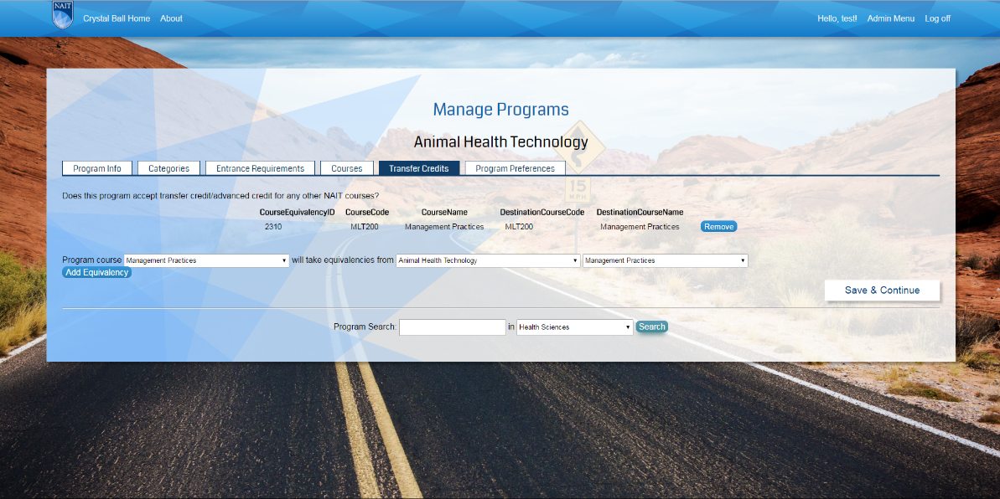 NAIT
Crystal Ball Home About Hello, test! Admin Menu Log off
Manage Programs
Animal Health Technology
Program Info Categories Entrance Requirements Courses Transfer Credits Program Preferences
15
MPH
Does this program accept transfer credit/advanced credit for any other NAIT courses?
CourseEquivalencyID CourseCode CourseName DestinationCourseCode DestinationCourseName
2310 MLT200 Management Practices MLT200 Management Practices Remove
Program course Management Practices will take equivalencies from Animal Health Technology Management Practices
Add Equivalency
Save & Continue
Program Search: in Health Sciences Search